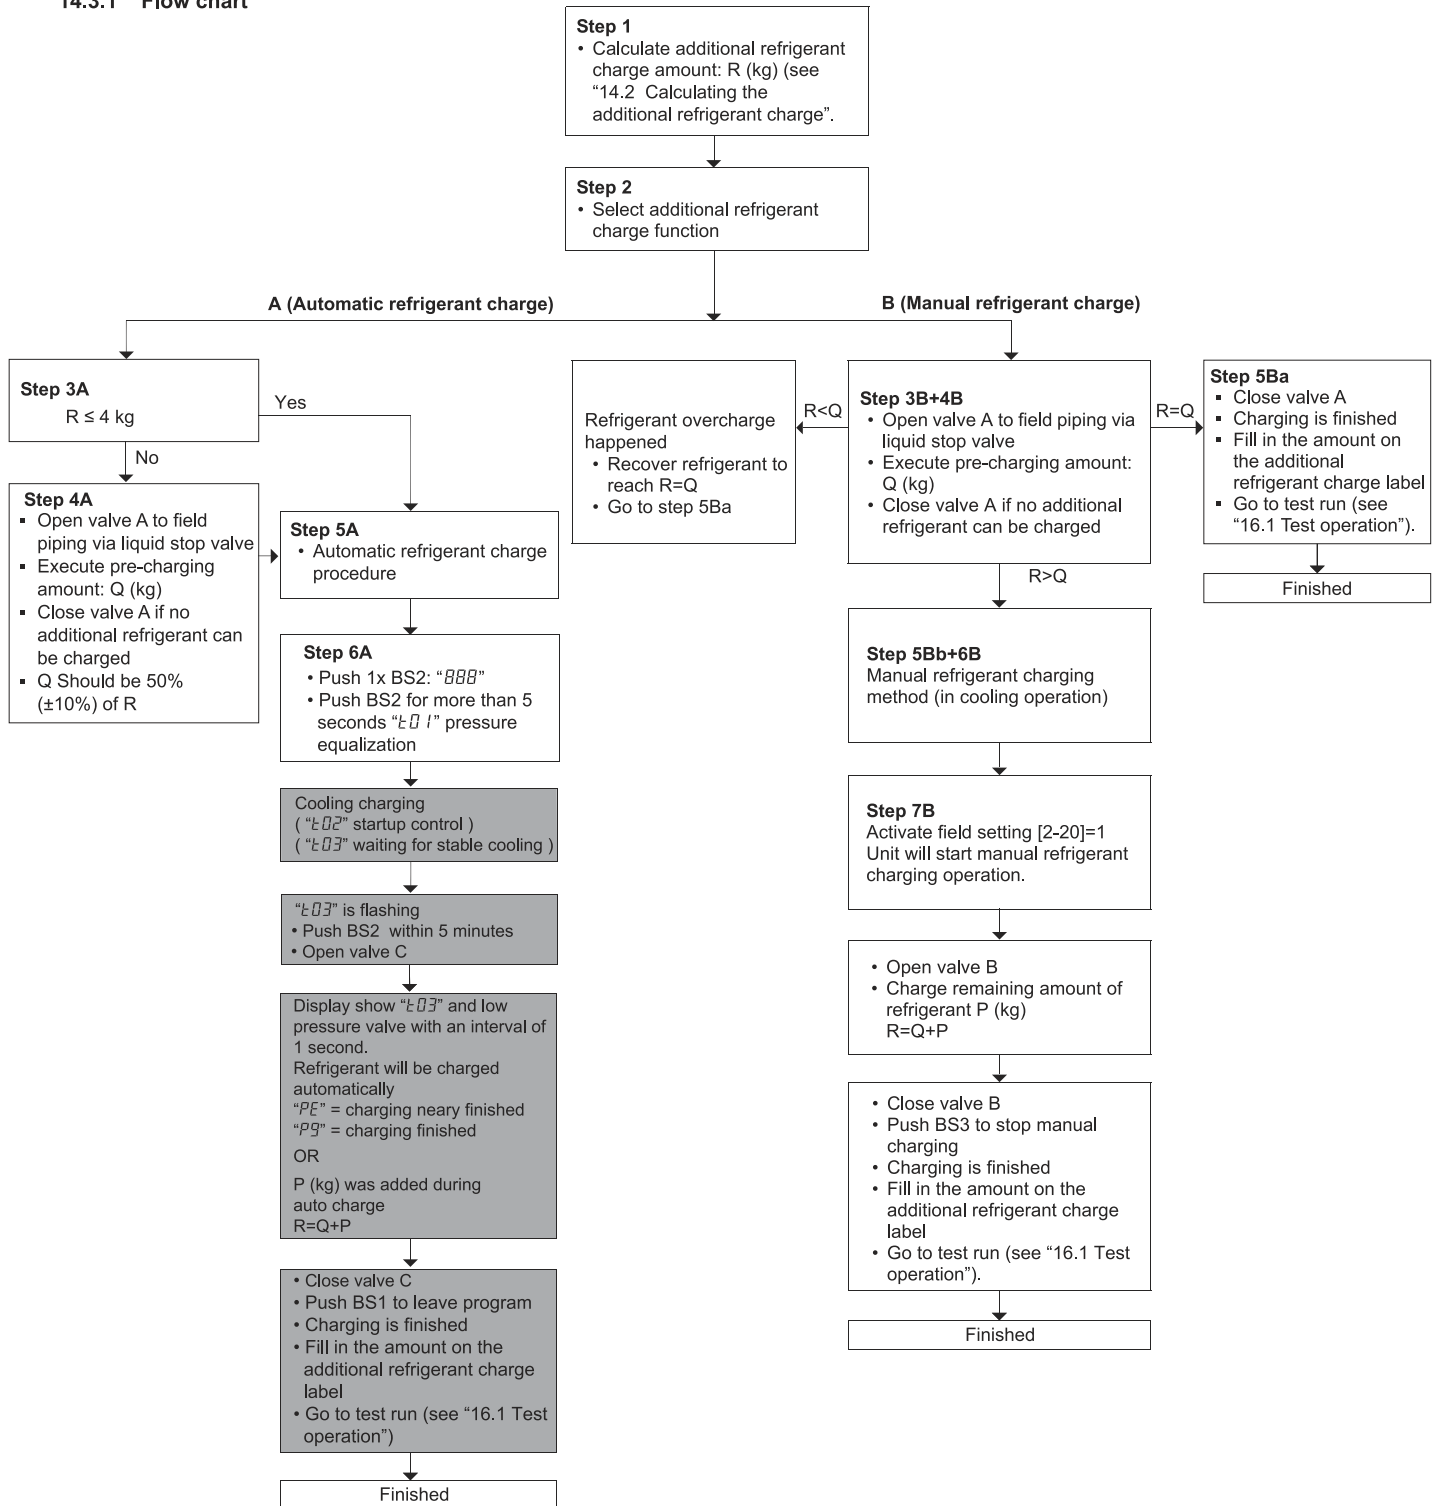 14.3.1 Flow chart
Step 1
• Calculate additional refrigerant
charge amount: R (kg) (see
“14.2 Calculating the
additional refrigerant charge”.
Step 2
• Select additional refrigerant
charge function
A (Automatic refrigerant charge)
B (Manual refrigerant charge)
Step 3A
R ≤ 4 kg
Yes
No
Step 4A
▪ Open valve A to field
piping via liquid stop valve
▪ Execute pre-charging
amount: Q (kg)
▪ Close valve A if no
additional refrigerant can
be charged
▪ Q Should be 50%
(±10%) of R
Step 5A
• Automatic refrigerant charge
procedure
Step 6A
• Push 1x BS2: “888”
• Push BS2 for more than 5
seconds “t01” pressure
equalization
Cooling charging
( “t02” startup control )
( “t03” waiting for stable cooling )
“t03” is flashing
• Push BS2 within 5 minutes
• Open valve C
Display show “t03” and low
pressure valve with an interval of
1 second.
Refrigerant will be charged
automatically
“PE” = charging neary finished
“P9” = charging finished
OR
P (kg) was added during
auto charge
R=Q+P
• Close valve C
• Push BS1 to leave program
• Charging is finished
• Fill in the amount on the
additional refrigerant charge
label
• Go to test run (see “16.1 Test
operation”)
Finished
Refrigerant overcharge
happened
• Recover refrigerant to
reach R=Q
• Go to step 5Ba
R<Q
Step 3B+4B
• Open valve A to field piping via
liquid stop valve
• Execute pre-charging amount:
Q (kg)
• Close valve A if no additional
refrigerant can be charged
R=Q
Step 5Ba
▪ Close valve A
▪ Charging is finished
▪ Fill in the amount on
the additional
refrigerant charge label
▪ Go to test run (see
“16.1 Test operation”).
Finished
R>Q
Step 5Bb+6B
Manual refrigerant charging
method (in cooling operation)
Step 7B
Activate field setting [2-20]=1
Unit will start manual refrigerant
charging operation.
• Open valve B
• Charge remaining amount of
refrigerant P (kg)
R=Q+P
• Close valve B
• Push BS3 to stop manual
charging
• Charging is finished
• Fill in the amount on the
additional refrigerant charge
label
• Go to test run (see “16.1 Test
operation”).
Finished